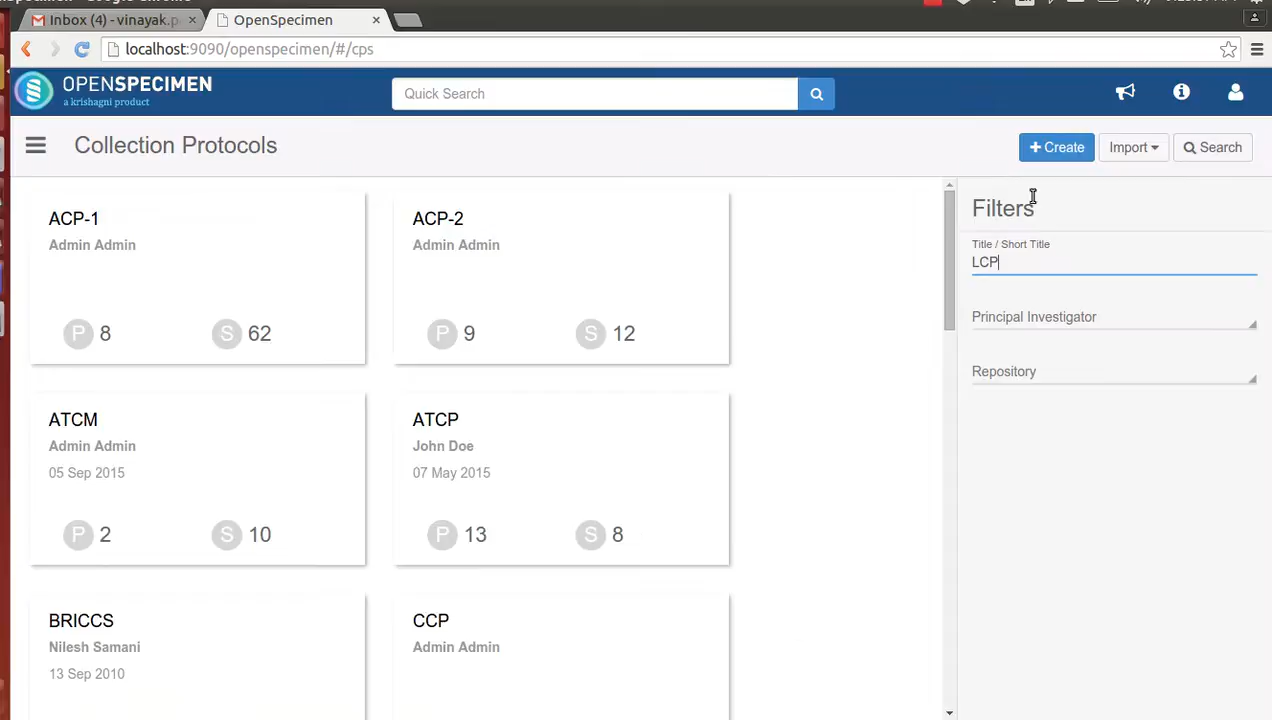 Inbox (4) - vinayak.p
OpenSpecimen
localhost:9090/openspecimen/#/cps
OPENSPECIMEN
a krishagni product
Quick Search
Collection Protocols
Create
Import
Search
ACP-1
Admin Admin
P 8 S 62
ACP-2
Admin Admin
P 9 S 12
ATCM
Admin Admin
05 Sep 2015
P 2 S 10
ATCP
John Doe
07 May 2015
P 13 S 8
BRICCS
Nilesh Samani
13 Sep 2010
CCP
Admin Admin
Filters
Title / Short Title
LCP
Principal Investigator
Repository